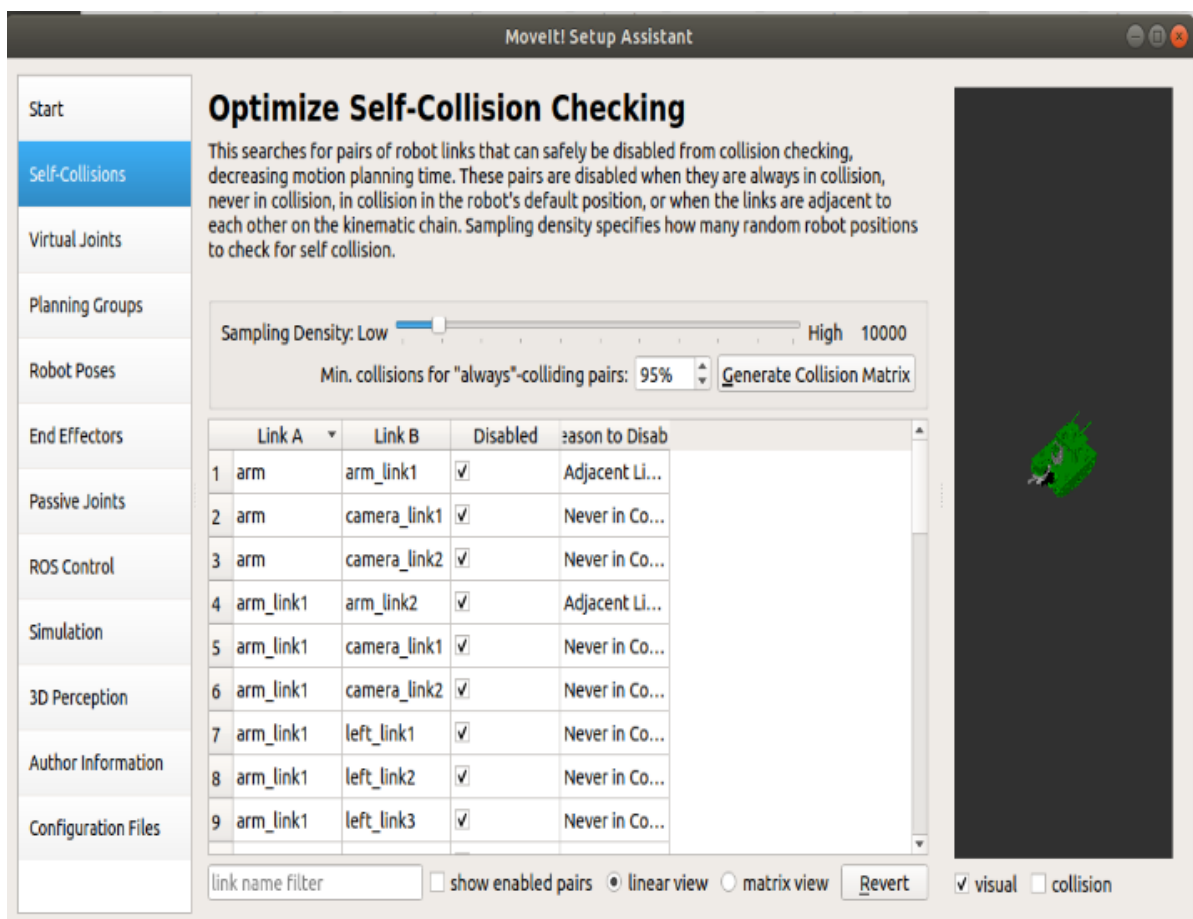 MoveIt! Setup Assistant
Start
Self-Collisions
Virtual Joints
Planning Groups
Robot Poses
End Effectors
Passive Joints
ROS Control
Simulation
3D Perception
Author Information
Configuration Files
Optimize Self-Collision Checking
This searches for pairs of robot links that can safely be disabled from collision checking,
decreasing motion planning time. These pairs are disabled when they are always in collision,
never in collision, in collision in the robot's default position, or when the links are adjacent to
each other on the kinematic chain. Sampling density specifies how many random robot positions
to check for self collision.
Sampling Density: Low High 10000
Min. collisions for "always"-colliding pairs: 95% Generate Collision Matrix
Link A Link B Disabled eason to Disab
1 arm arm_link1 Adjacent Li...
2 arm camera_link1 Never in Co...
3 arm camera_link2 Never in Co...
4 arm_link1 arm_link2 Adjacent Li...
5 arm_link1 camera_link1 Never in Co...
6 arm_link1 camera_link2 Never in Co...
7 arm_link1 left_link1 Never in Co...
8 arm_link1 left_link2 Never in Co...
9 arm_link1 left_link3 Never in Co...
link name filter show enabled pairs linear view matrix view Revert
visual collision